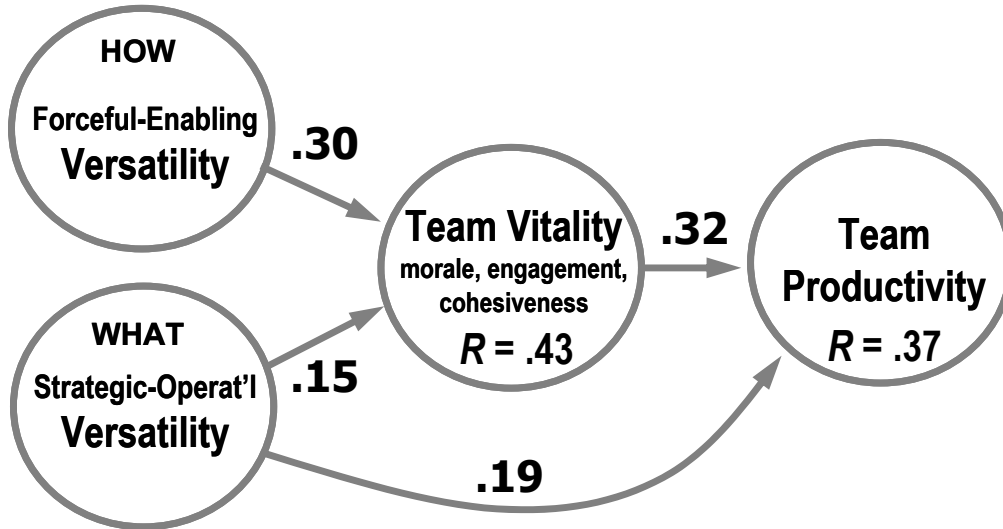 HOW
Forceful-Enabling
Versatility
.30
WHAT
Strategic-Operat'l
Versatility
.15
Team Vitality
morale, engagement,
cohesiveness
R = .43
.32
Team
Productivity
R = .37
.19